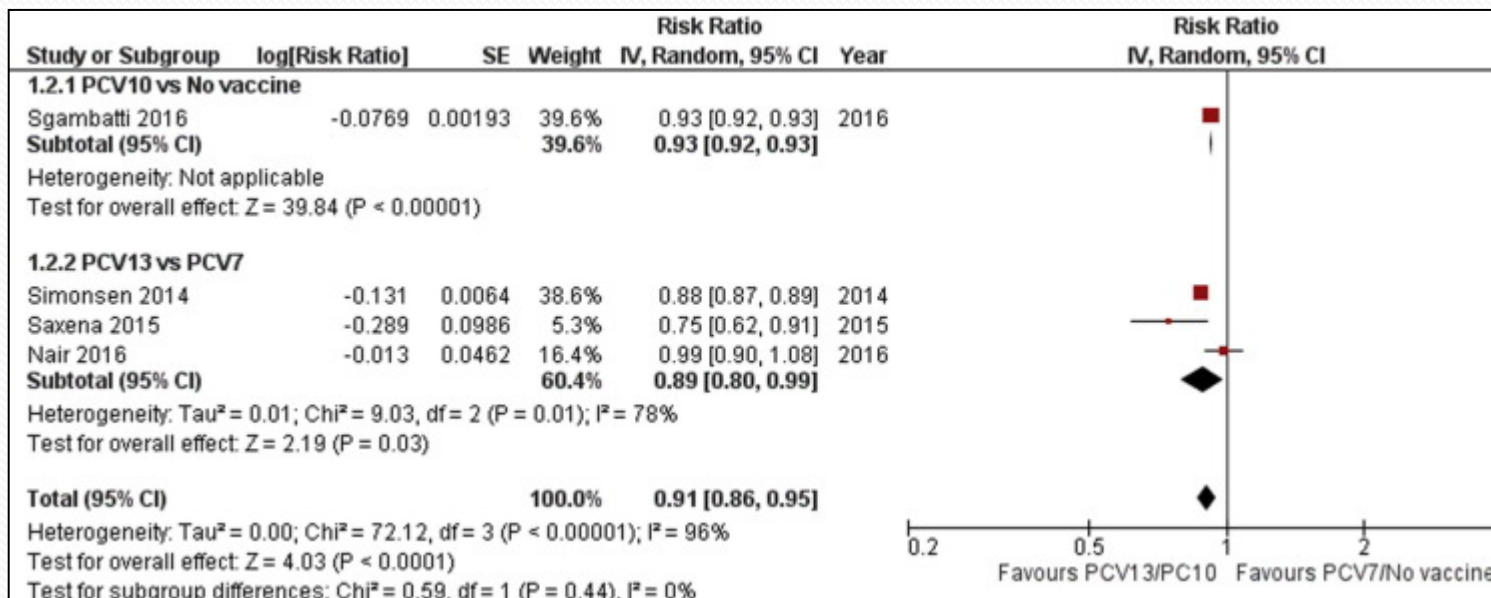 Risk Ratio Risk Ratio
Study or Subgroup log[Risk Ratio] SE Weight IV, Random, 95% CI Year IV, Random, 95% CI
1.2.1 PCV10 vs No vaccine
Sgambatti 2016 -0.0769 0.00193 39.6% 0.93 [0.92, 0.93] 2016
Subtotal (95% CI) 39.6% 0.93 [0.92, 0.93]
Heterogeneity: Not applicable
Test for overall effect: Z = 39.84 (P < 0.00001)
1.2.2 PCV13 vs PCV7
Simonsen 2014 -0.131 0.0064 38.6% 0.88 [0.87, 0.89] 2014
Saxena 2015 -0.289 0.0986 5.3% 0.75 [0.62, 0.91] 2015
Nair 2016 -0.013 0.0462 16.4% 0.99 [0.90, 1.08] 2016
Subtotal (95% CI) 60.4% 0.89 [0.80, 0.99]
Heterogeneity: Tau² = 0.01; Chi² = 9.03, df = 2 (P = 0.01); I² = 78%
Test for overall effect: Z = 2.19 (P = 0.03)
Total (95% CI) 100.0% 0.91 [0.86, 0.95]
Heterogeneity: Tau² = 0.00; Chi² = 72.12, df = 3 (P < 0.00001); I² = 96%
Test for overall effect: Z = 4.03 (P < 0.0001)
Test for subgroup differences: Chi² = 0.59, df = 1 (P = 0.44), I² = 0%
0.2 0.5 1 2
Favours PCV13/PC10 Favours PCV7/No vaccine